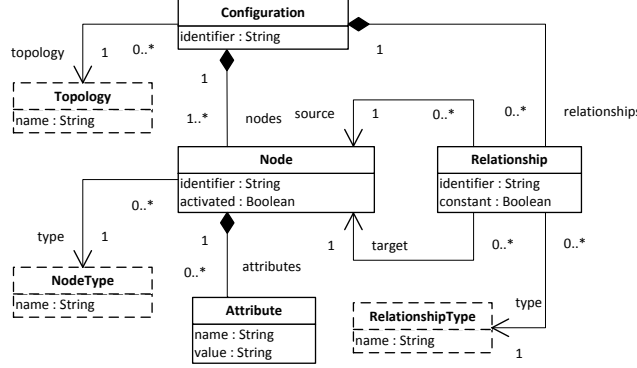 Configuration
identifier : String
topology
1
0..*
1
1
Topology
name : String
1..*
nodes
source
1
0..*
0..*
relationships
Node
identifier : String
activated : Boolean
Relationship
identifier : String
constant : Boolean
0..*
type
1
1
0..*
attributes
1
target
0..*
0..*
NodeType
name : String
Attribute
name : String
value : String
type
RelationshipType
name : String
1